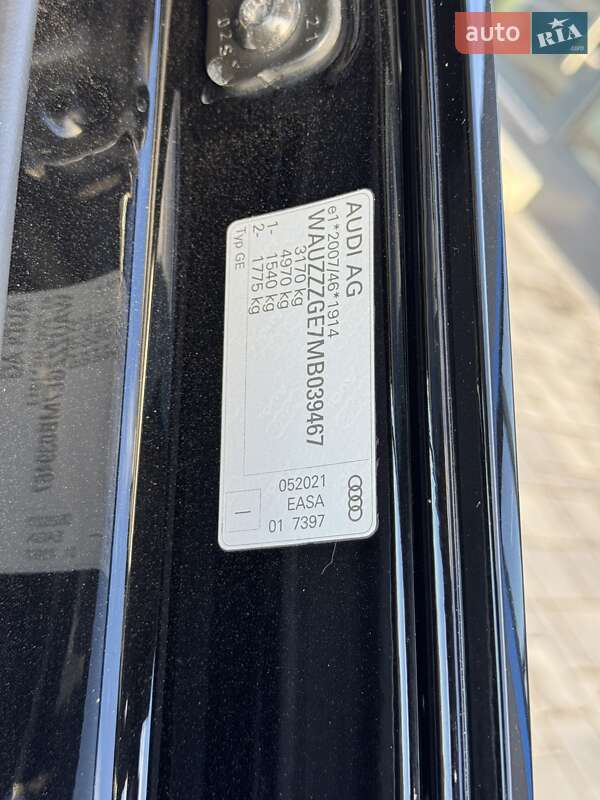 auto RIA .com
AUDI AG
e1*2007/46*1914
WAUZZZGE7MB039467
3170 kg
4970 kg
1- 1540 kg
2- 1775 kg
Typ GE
052021
EASA
01 7397